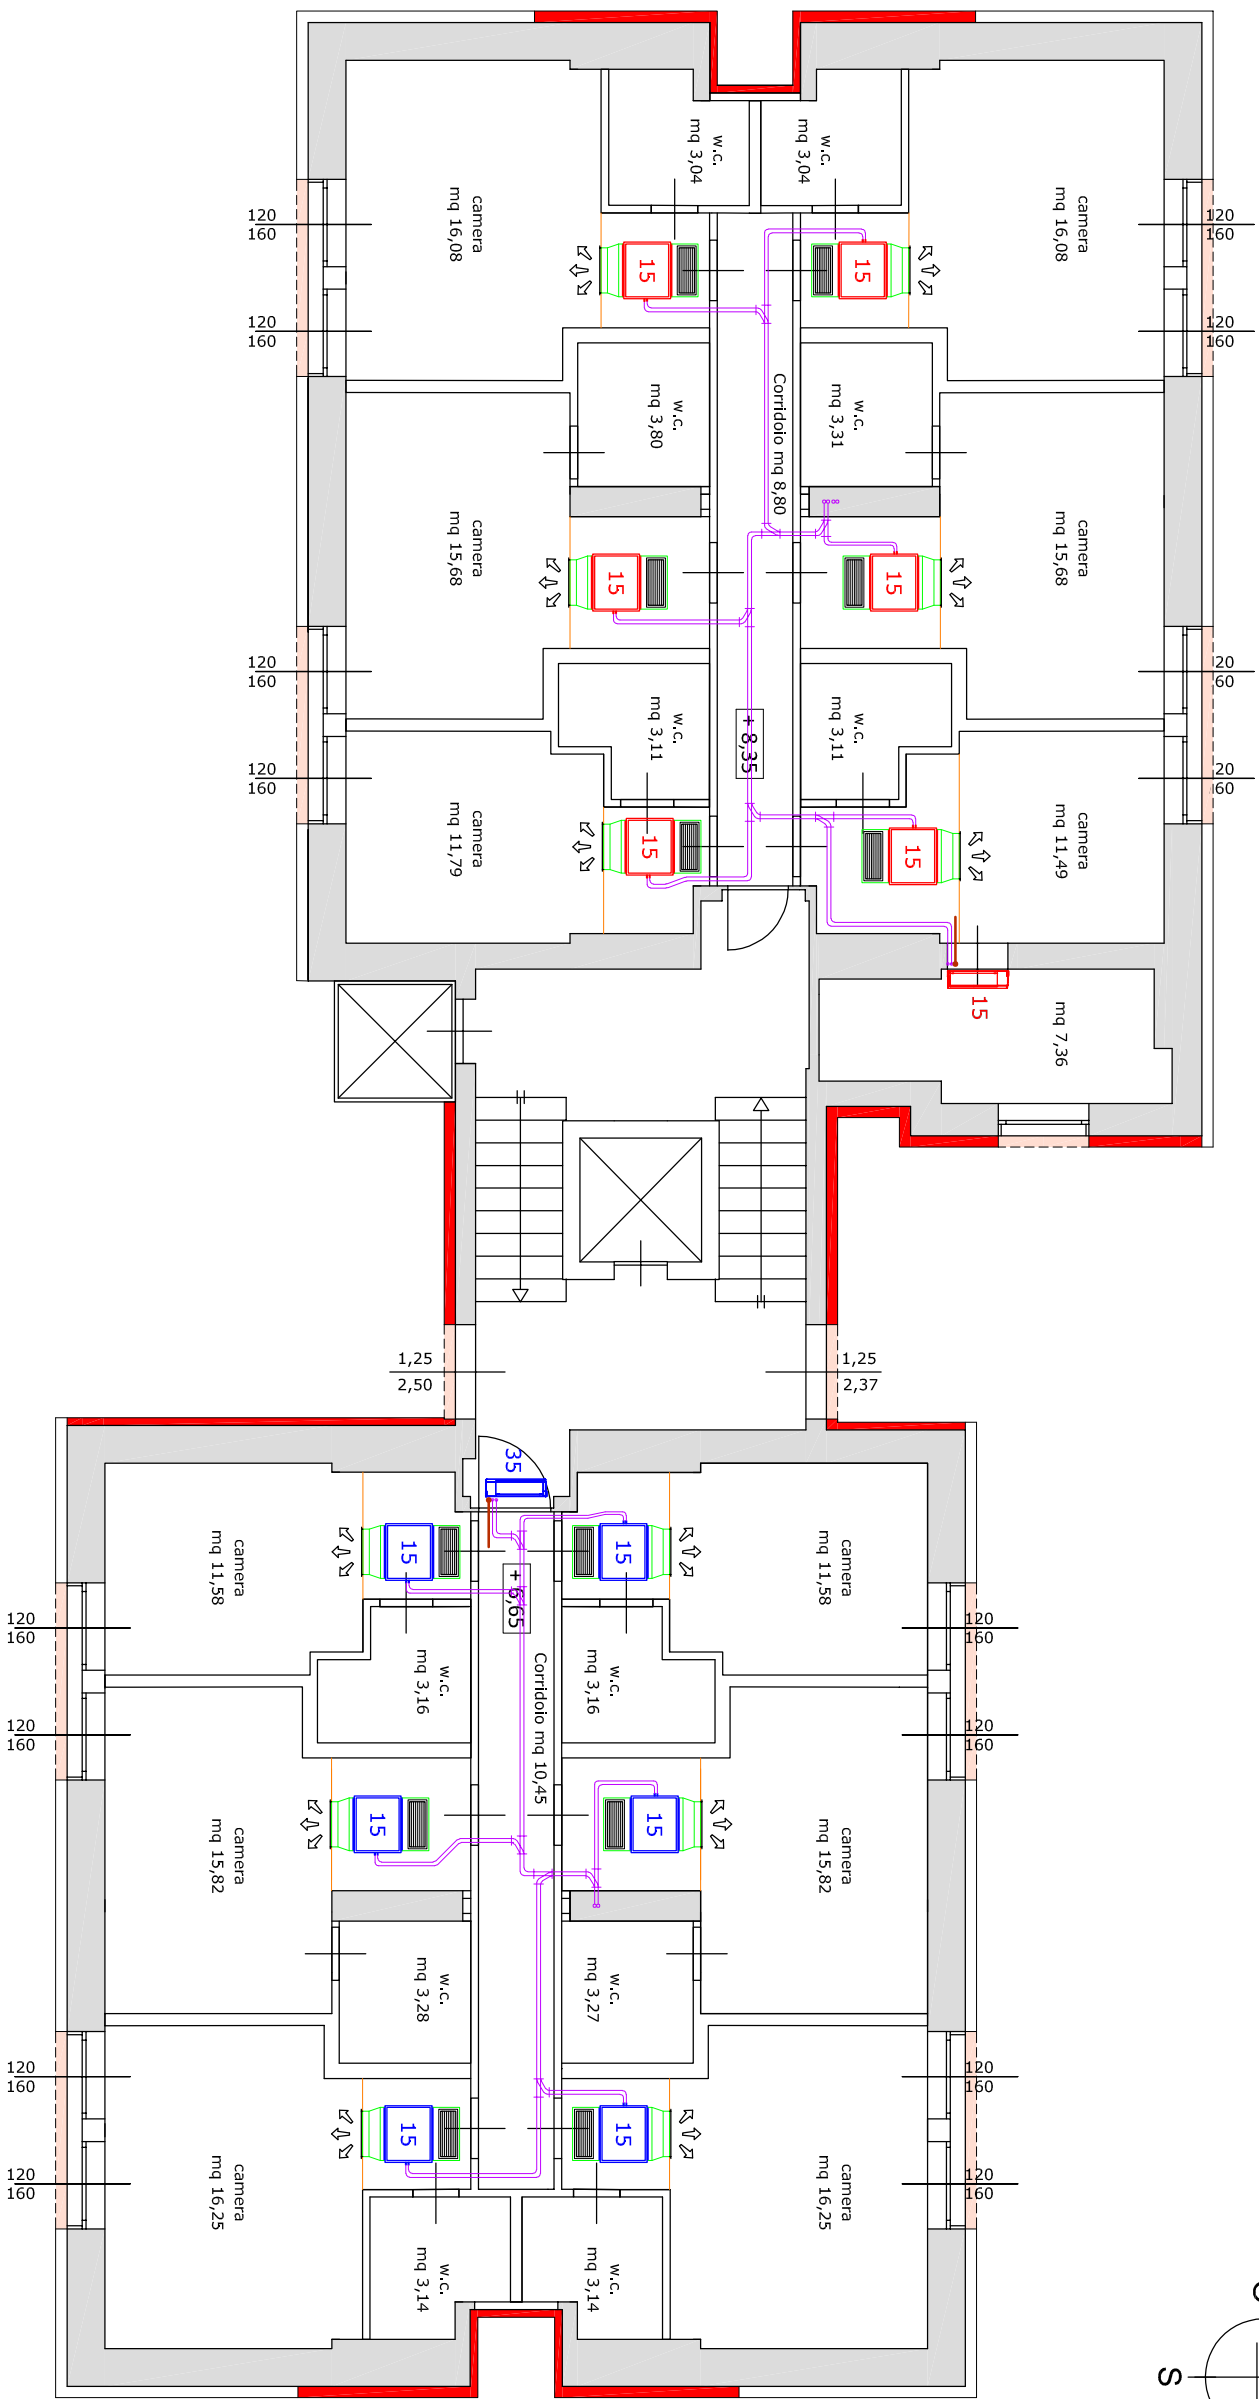 w.c.
mq 3,04
w.c.
mq 3,04
camera
mq 16,08
camera
mq 16,08
120
160
120
160
15
15
120
160
120
160
w.c.
mq 3,80
Corridoio mq 8,80
w.c.
mq 3,31
camera
mq 15,68
camera
mq 15,68
15
15
120
160
w.c.
mq 3,11
+ 8,35
w.c.
mq 3,11
120
160
camera
mq 11,79
15
15
camera
mq 11,49
15
mq 7,36
1,25
2,50
1,25
2,37
35
camera
mq 11,58
15
15
camera
mq 11,58
+ 6,65
120
160
120
160
w.c.
mq 3,16
Corridoio mq 10,45
w.c.
mq 3,16
120
160
120
160
camera
mq 15,82
15
15
camera
mq 15,82
w.c.
mq 3,28
w.c.
mq 3,27
120
160
120
160
camera
mq 16,25
15
15
camera
mq 16,25
120
160
120
160
w.c.
mq 3,14
w.c.
mq 3,14
S